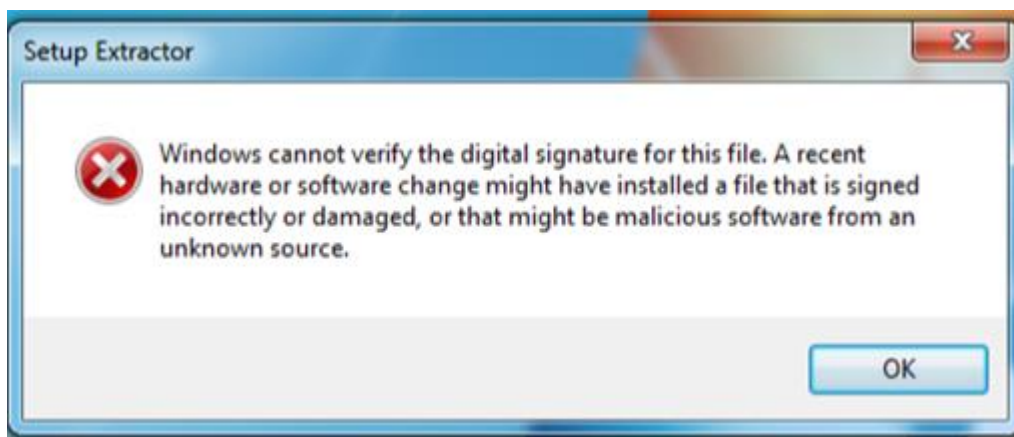 Setup Extractor
Windows cannot verify the digital signature for this file. A recent
hardware or software change might have installed a file that is signed
incorrectly or damaged, or that might be malicious software from an
unknown source.
OK